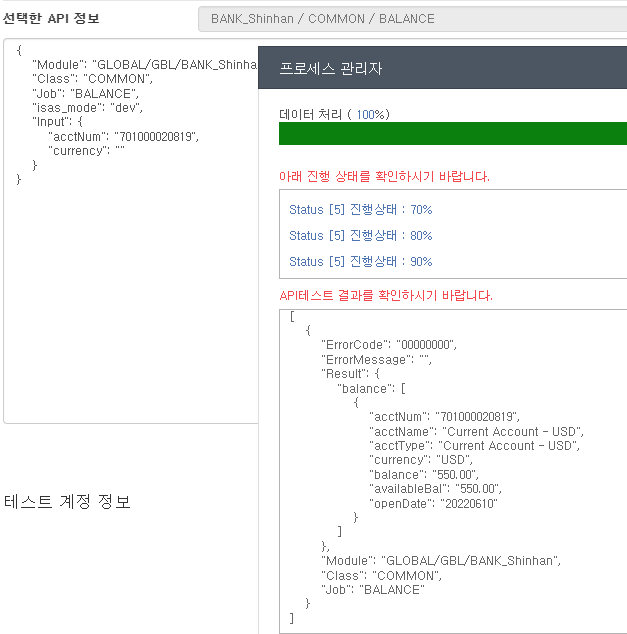 선택한 API 정보
BANK_Shinhan / COMMON / BALANCE
{
"Module": "GLOBAL/GBL/BANK_Shinha
"Class": "COMMON",
"Job": "BALANCE",
"isas_mode": "dev",
"Input": {
"acctNum": "701000020819",
"currency": ""
}
}
프로세스 관리자
데이터 처리 ( 100%)
아래 진행 상태를 확인하시기 바랍니다.
Status [5] 진행상태 : 70%
Status [5] 진행상태 : 80%
Status [5] 진행상태 : 90%
API테스트 결과를 확인하시기 바랍니다.
[
{
"ErrorCode": "00000000",
"ErrorMessage": "",
"Result": {
"balance": [
{
"acctNum": "701000020819",
"acctName": "Current Account - USD",
"acctType": "Current Account - USD",
"currency": "USD",
"balance": "550.00",
"availableBal": "550.00",
"openDate": "20220610"
}
]
},
"Module": "GLOBAL/GBL/BANK_Shinhan",
"Class": "COMMON",
"Job": "BALANCE"
}
]
테스트 계정 정보